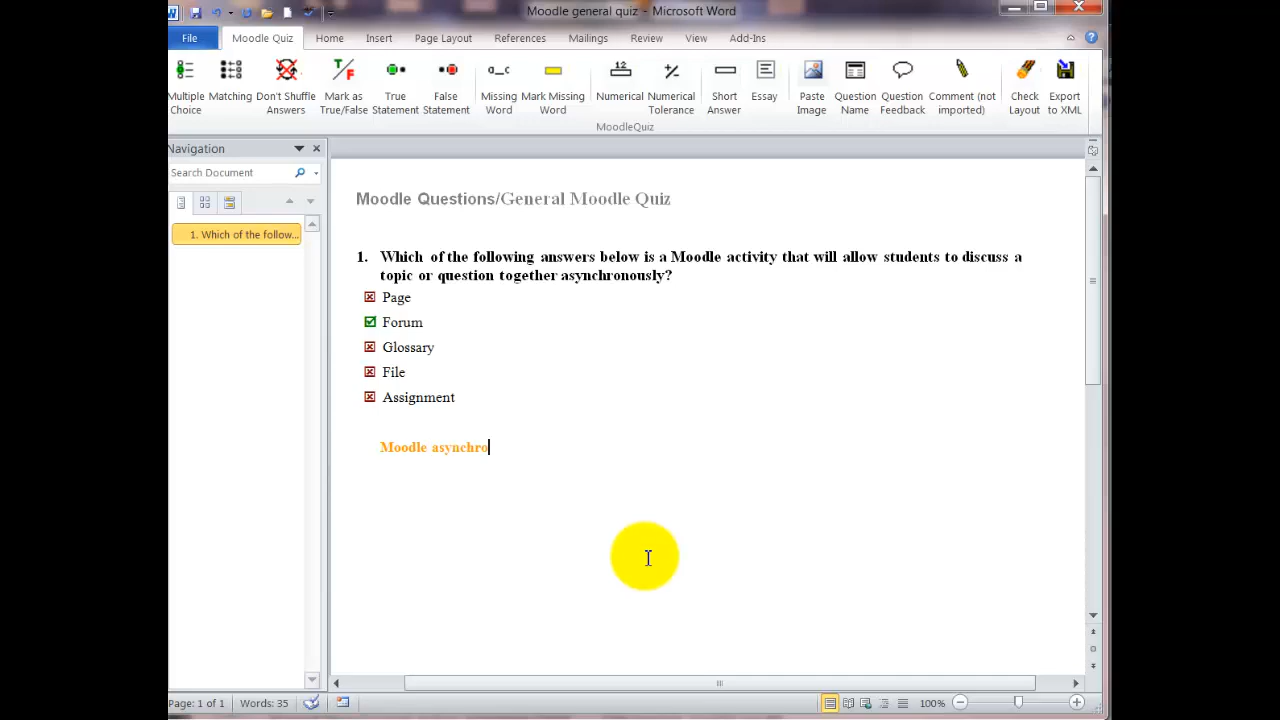 Moodle general quiz - Microsoft Word
File Moodle Quiz Home Insert Page Layout References Mailings Review View Add-Ins
Multiple Choice
Matching
Don't Shuffle Answers
Mark as True/False
True Statement
False Statement
a_c
Missing Word
Mark Missing Word
12
Numerical
Numerical Tolerance
Short Answer
Essay
Paste Image
Question Name
Question Feedback
Comment (not imported)
Check Layout
Export to XML
MoodleQuiz
Navigation
Search Document
1. Which of the follow...
Moodle Questions/General Moodle Quiz
1. Which of the following answers below is a Moodle activity that will allow students to discuss a
topic or question together asynchronously?
Page
Forum
Glossary
File
Assignment
Moodle asynchro
Page: 1 of 1 Words: 35 100%